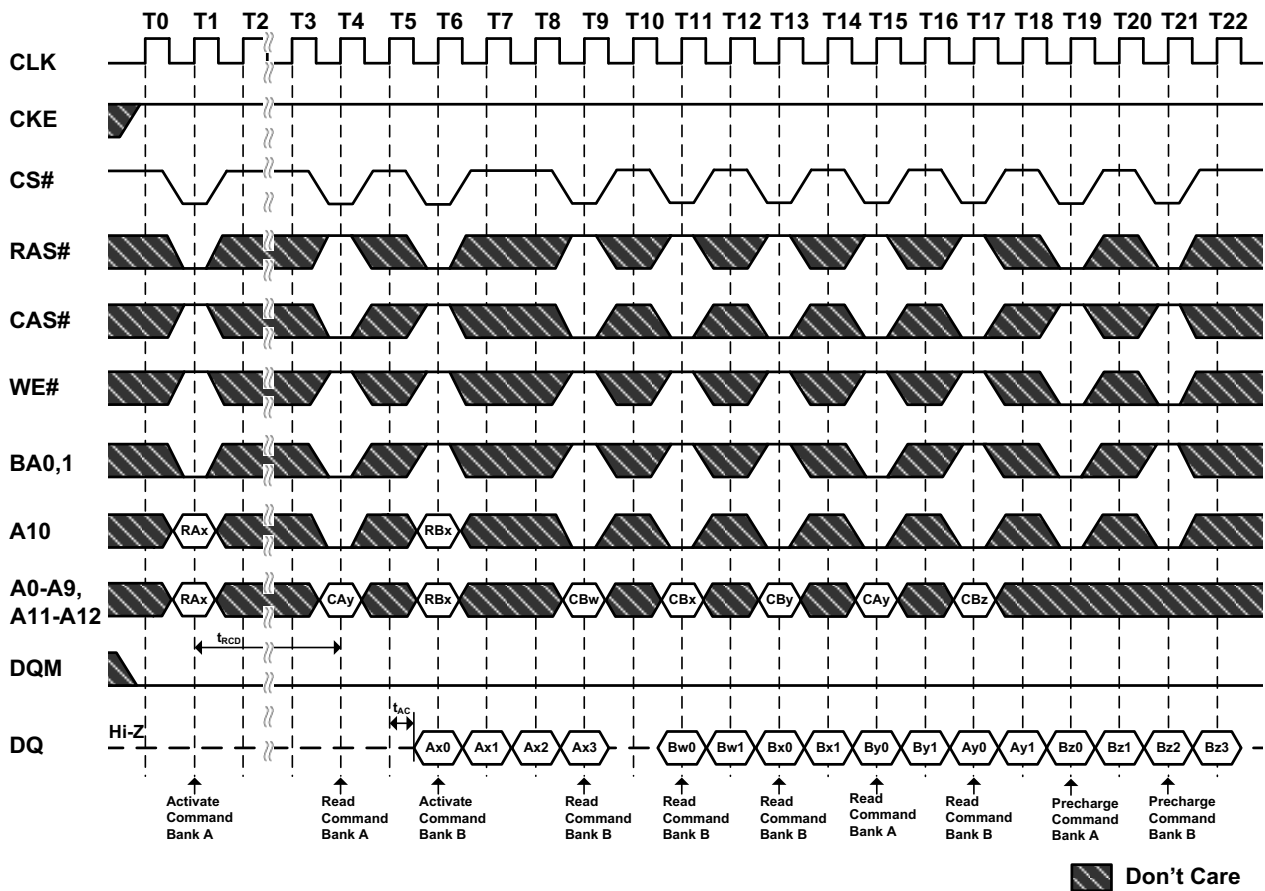 T0 T1 T2 T3 T4 T5 T6 T7 T8 T9 T10 T11 T12 T13 T14 T15 T16 T17 T18 T19 T20 T21 T22
CLK
CKE
CS#
RAS#
CAS#
WE#
BA0,1
A10 RAx RBx
A0-A9,
A11-A12 RAx CAy RBx CBw CBx CBy CAy CBz
tRCD
DQM
tAC
Hi-Z
DQ Ax0 Ax1 Ax2 Ax3 Bw0 Bw1 Bx0 Bx1 By0 By1 Ay0 Ay1 Bz0 Bz1 Bz2 Bz3
Activate
Command
Bank A
Read
Command
Bank A
Activate
Command
Bank B
Read
Command
Bank B
Read
Command
Bank B
Read
Command
Bank B
Read
Command
Bank A
Read
Command
Bank B
Precharge
Command
Bank A
Precharge
Command
Bank B
Don't Care